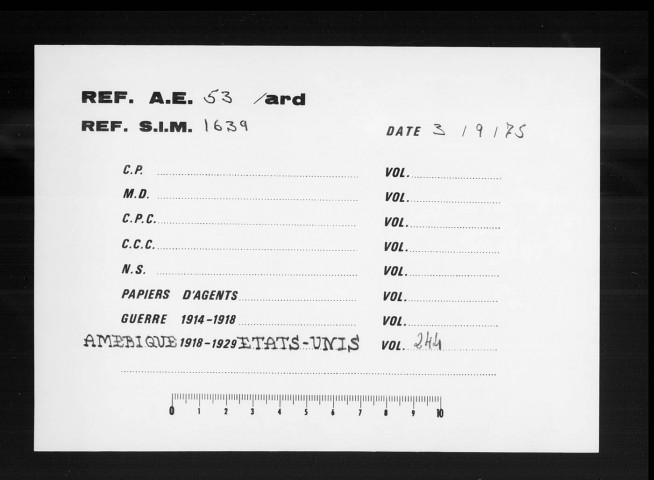 REF. A.E. 53 /ard
REF. S.I.M. 1639
DATE 3 / 9 / 75
C.P. VOL.
M.D. VOL.
C.P.C. VOL.
C.C.C. VOL.
N.S. VOL.
PAPIERS D'AGENTS VOL.
GUERRE 1914-1918 VOL.
AMERIQUE 1918-1929 ETATS-UNIS VOL. 244
0 1 2 3 4 5 6 7 8 9 10